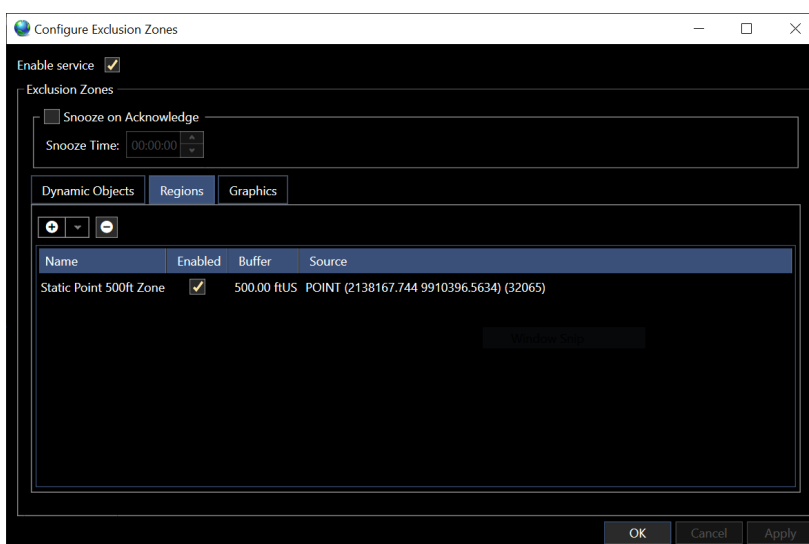 Configure Exclusion Zones
Enable service
Exclusion Zones
Snooze on Acknowledge
Snooze Time: 00:00:00
Dynamic Objects Regions Graphics
Name Enabled Buffer Source
Static Point 500ft Zone 500.00 ftUS POINT (2138167.744 9910396.5634) (32065)
Window Snip
OK Cancel Apply